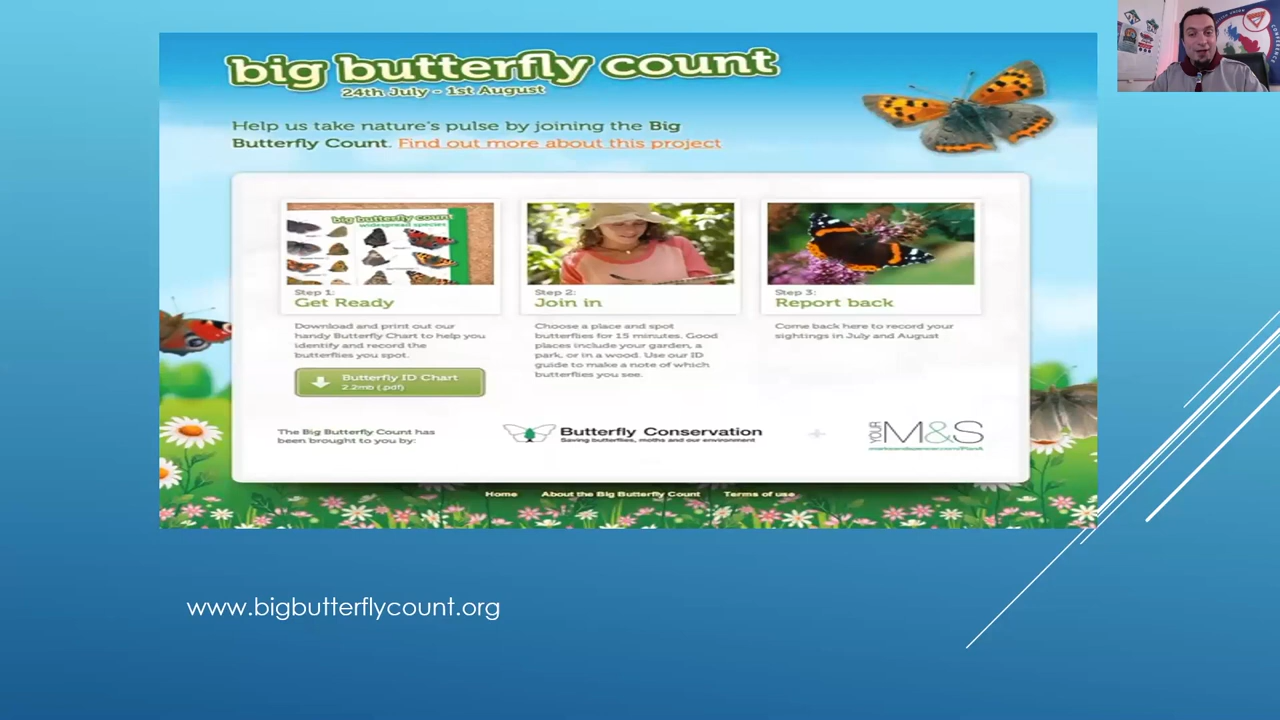 big butterfly count
24th July - 1st August
Help us take nature's pulse by joining the Big
Butterfly Count. Find out more about this project
big butterfly count
widespread species
Step 1:
Get Ready
Download and print out our
handy Butterfly Chart to help you
identify and record the
butterflies you spot.
Butterfly ID Chart
2.2mb (.pdf)
Step 2:
Join in
Choose a place and spot
butterflies for 15 minutes. Good
places include your garden, a
park, or in a wood. Use our ID
guide to make a note of which
butterflies you see.
Step 3:
Report back
Come back here to record your
sightings in July and August
The Big Butterfly Count has
been brought to you by:
Butterfly Conservation
Saving butterflies, moths and our environment
+
YOUR M&S
marksandspencer.com/PlanA
Home About the Big Butterfly Count Terms of use
www.bigbutterflycount.org